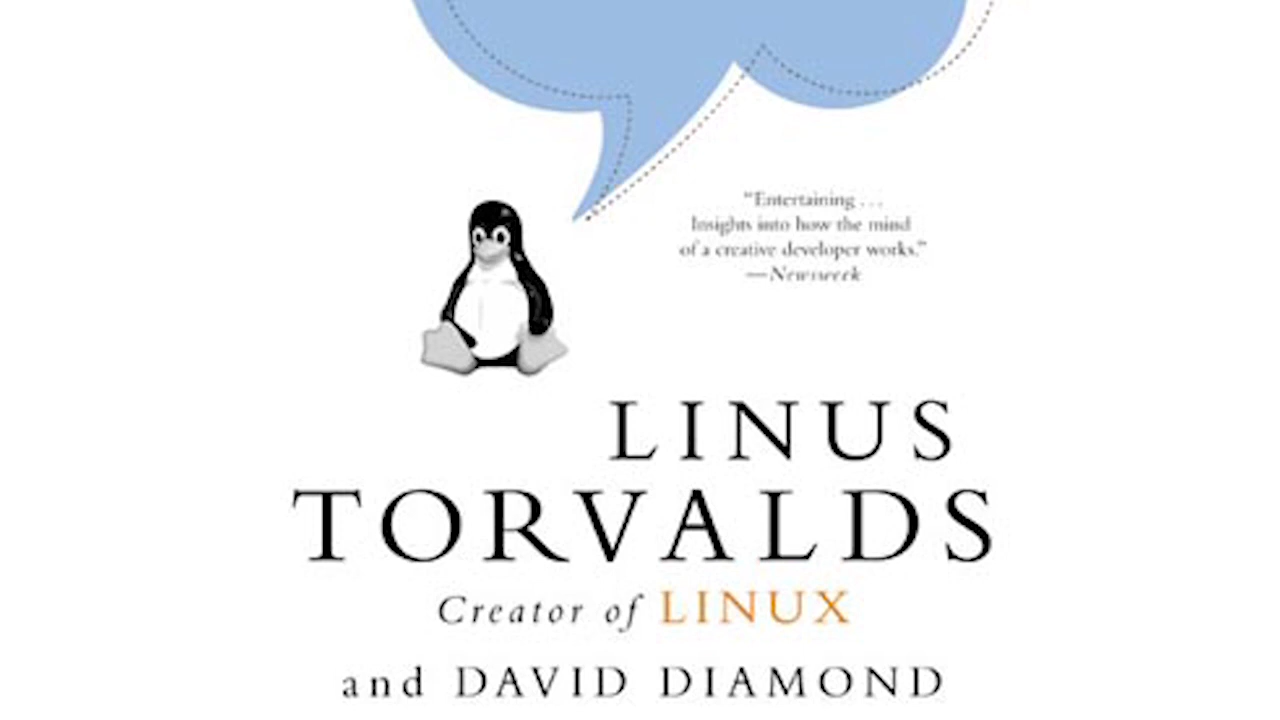 “Entertaining ...
Insights into how the mind
of a creative developer works.”
—Newsweek
LINUS
TORVALDS
Creator of LINUX
and DAVID DIAMOND